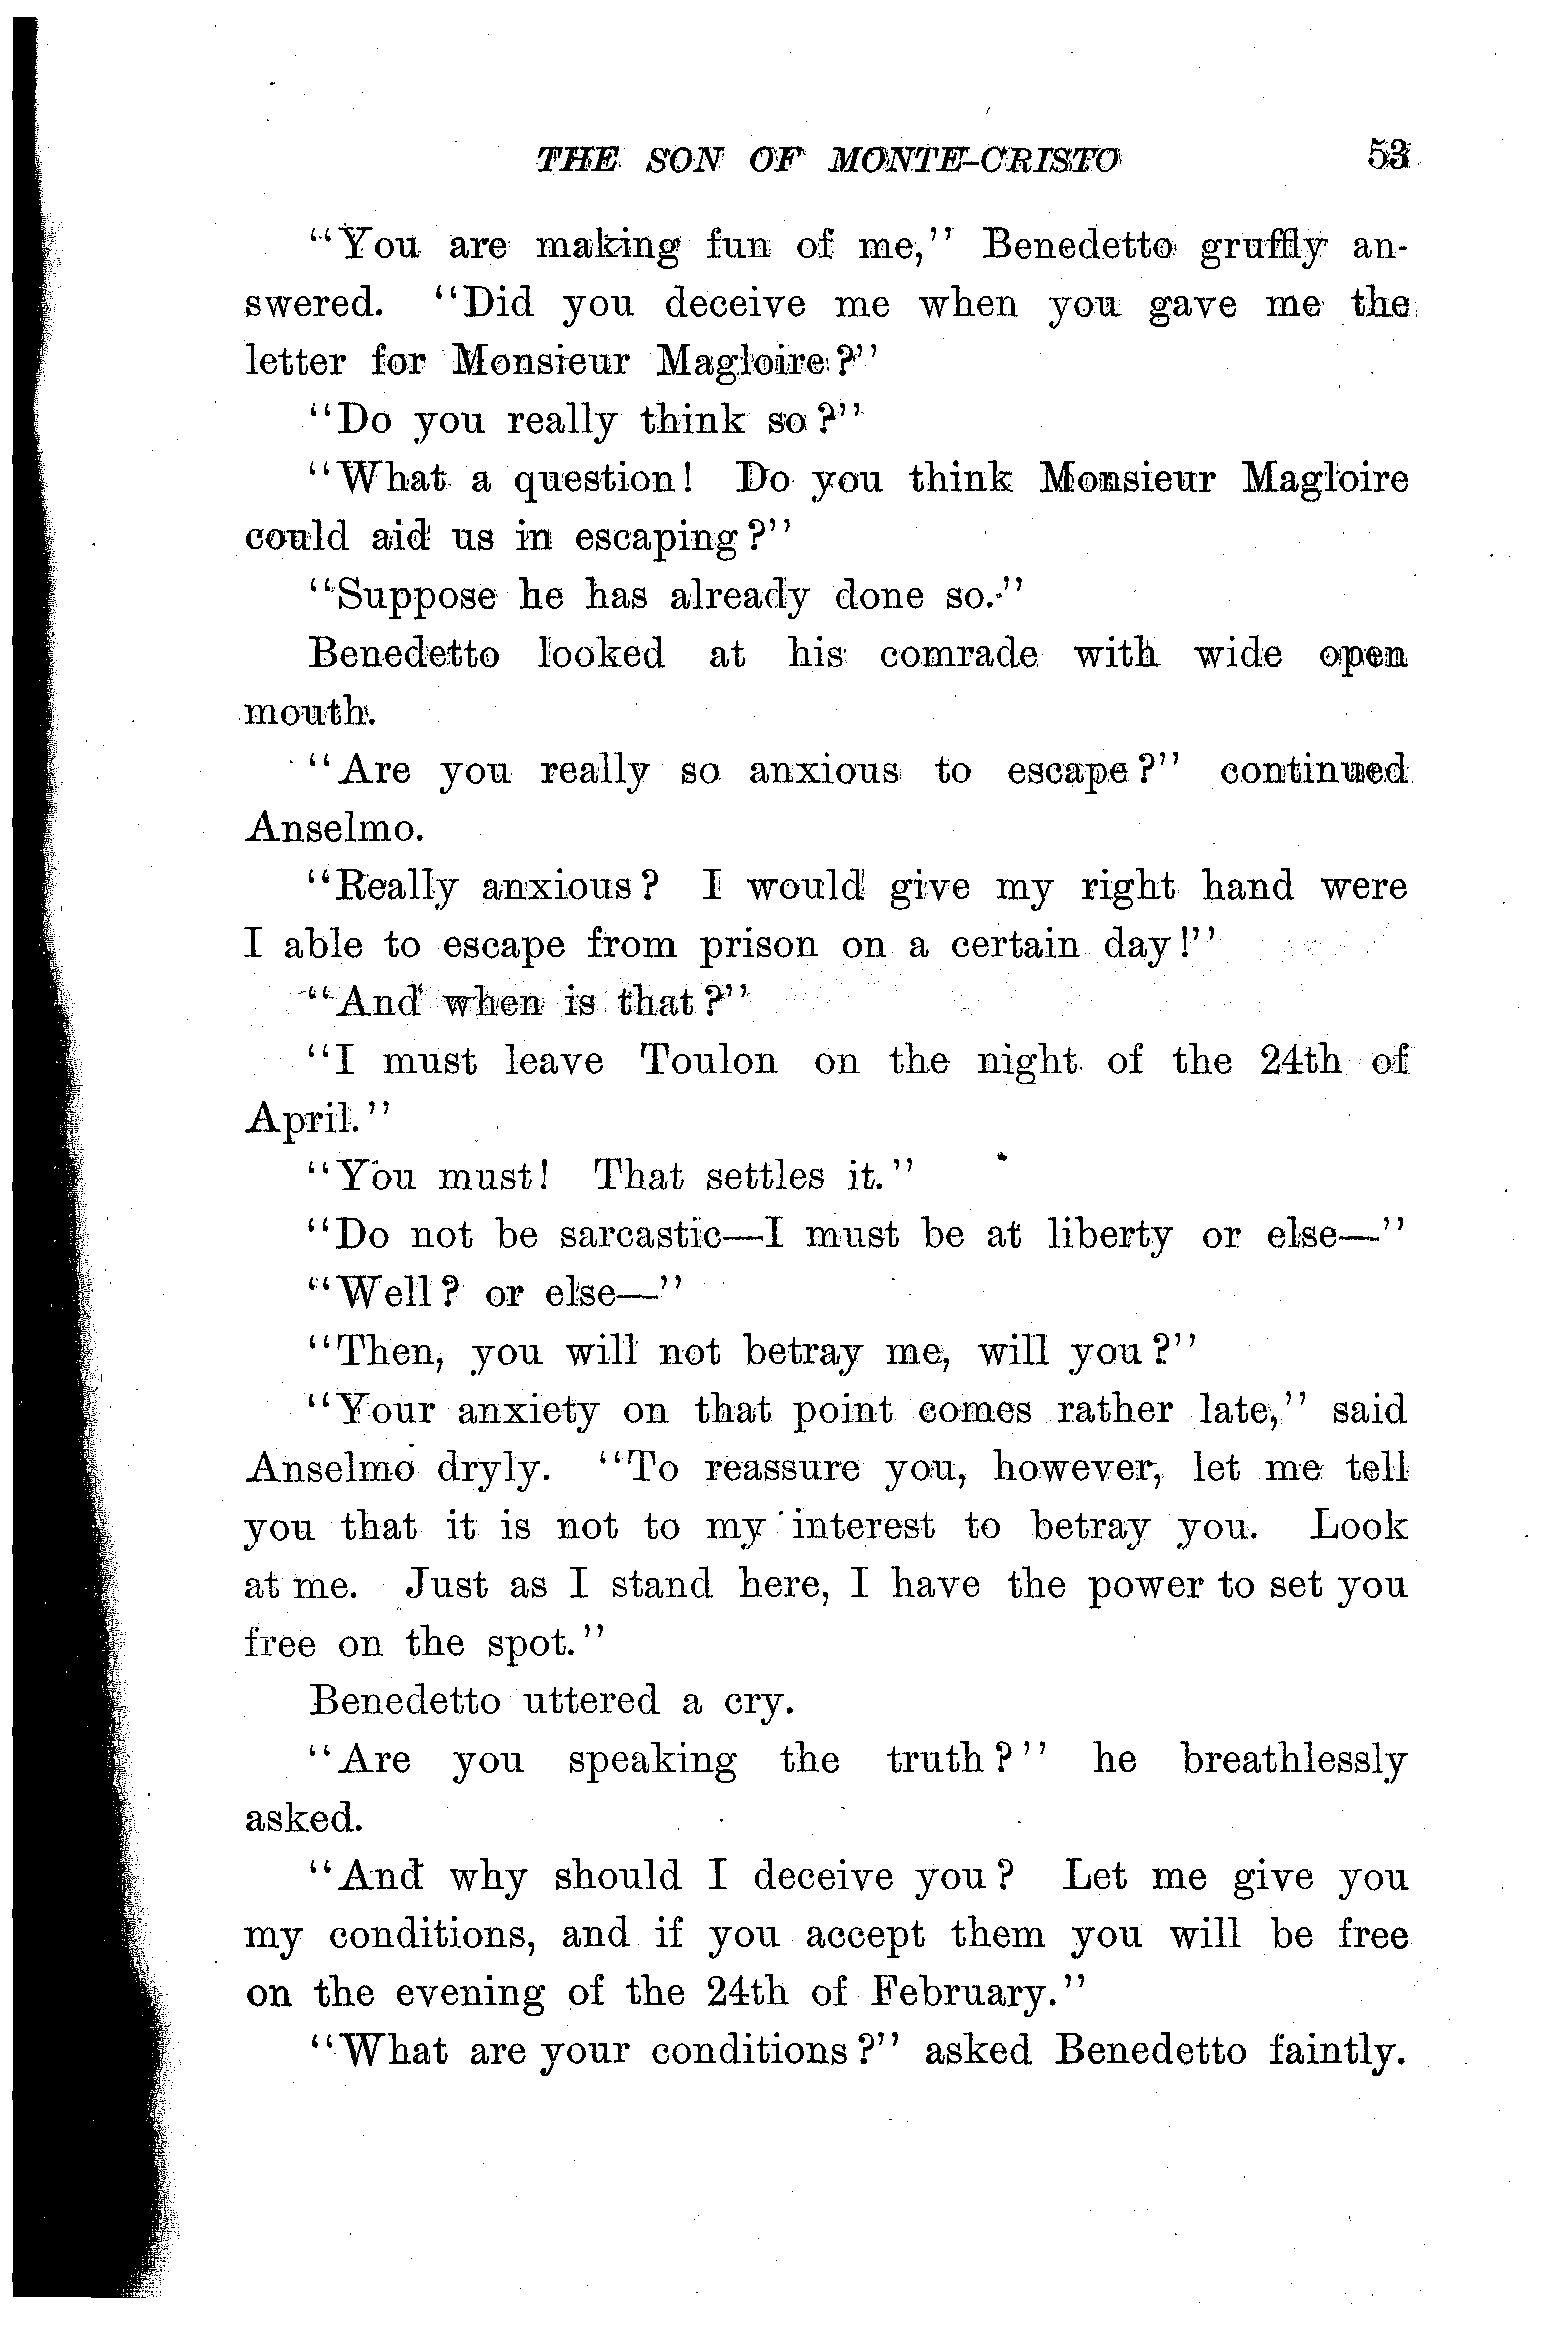 THE SON OF MONTE-CRISTO 53
"You are making fun of me," Benedetto gruffly an-
swered. "Did you deceive me when you gave me the
letter for Monsieur Magloire?"
"Do you really think so?"
"What a question! Do you think Monsieur Magloire
could aid us in escaping?"
"Suppose he has already done so."
Benedetto looked at his comrade with wide open
mouth.
"Are you really so anxious to escape?" continued
Anselmo.
"Really anxious? I would give my right hand were
I able to escape from prison on a certain day!"
"And when is that?"
"I must leave Toulon on the night of the 24th of
April."
"You must! That settles it."
"Do not be sarcastic—I must be at liberty or else—"
"Well? or else—"
"Then, you will not betray me, will you?"
"Your anxiety on that point comes rather late," said
Anselmo dryly. "To reassure you, however, let me tell
you that it is not to my interest to betray you. Look
at me. Just as I stand here, I have the power to set you
free on the spot."
Benedetto uttered a cry.
"Are you speaking the truth?" he breathlessly
asked.
"And why should I deceive you? Let me give you
my conditions, and if you accept them you will be free
on the evening of the 24th of February."
"What are your conditions?" asked Benedetto faintly.